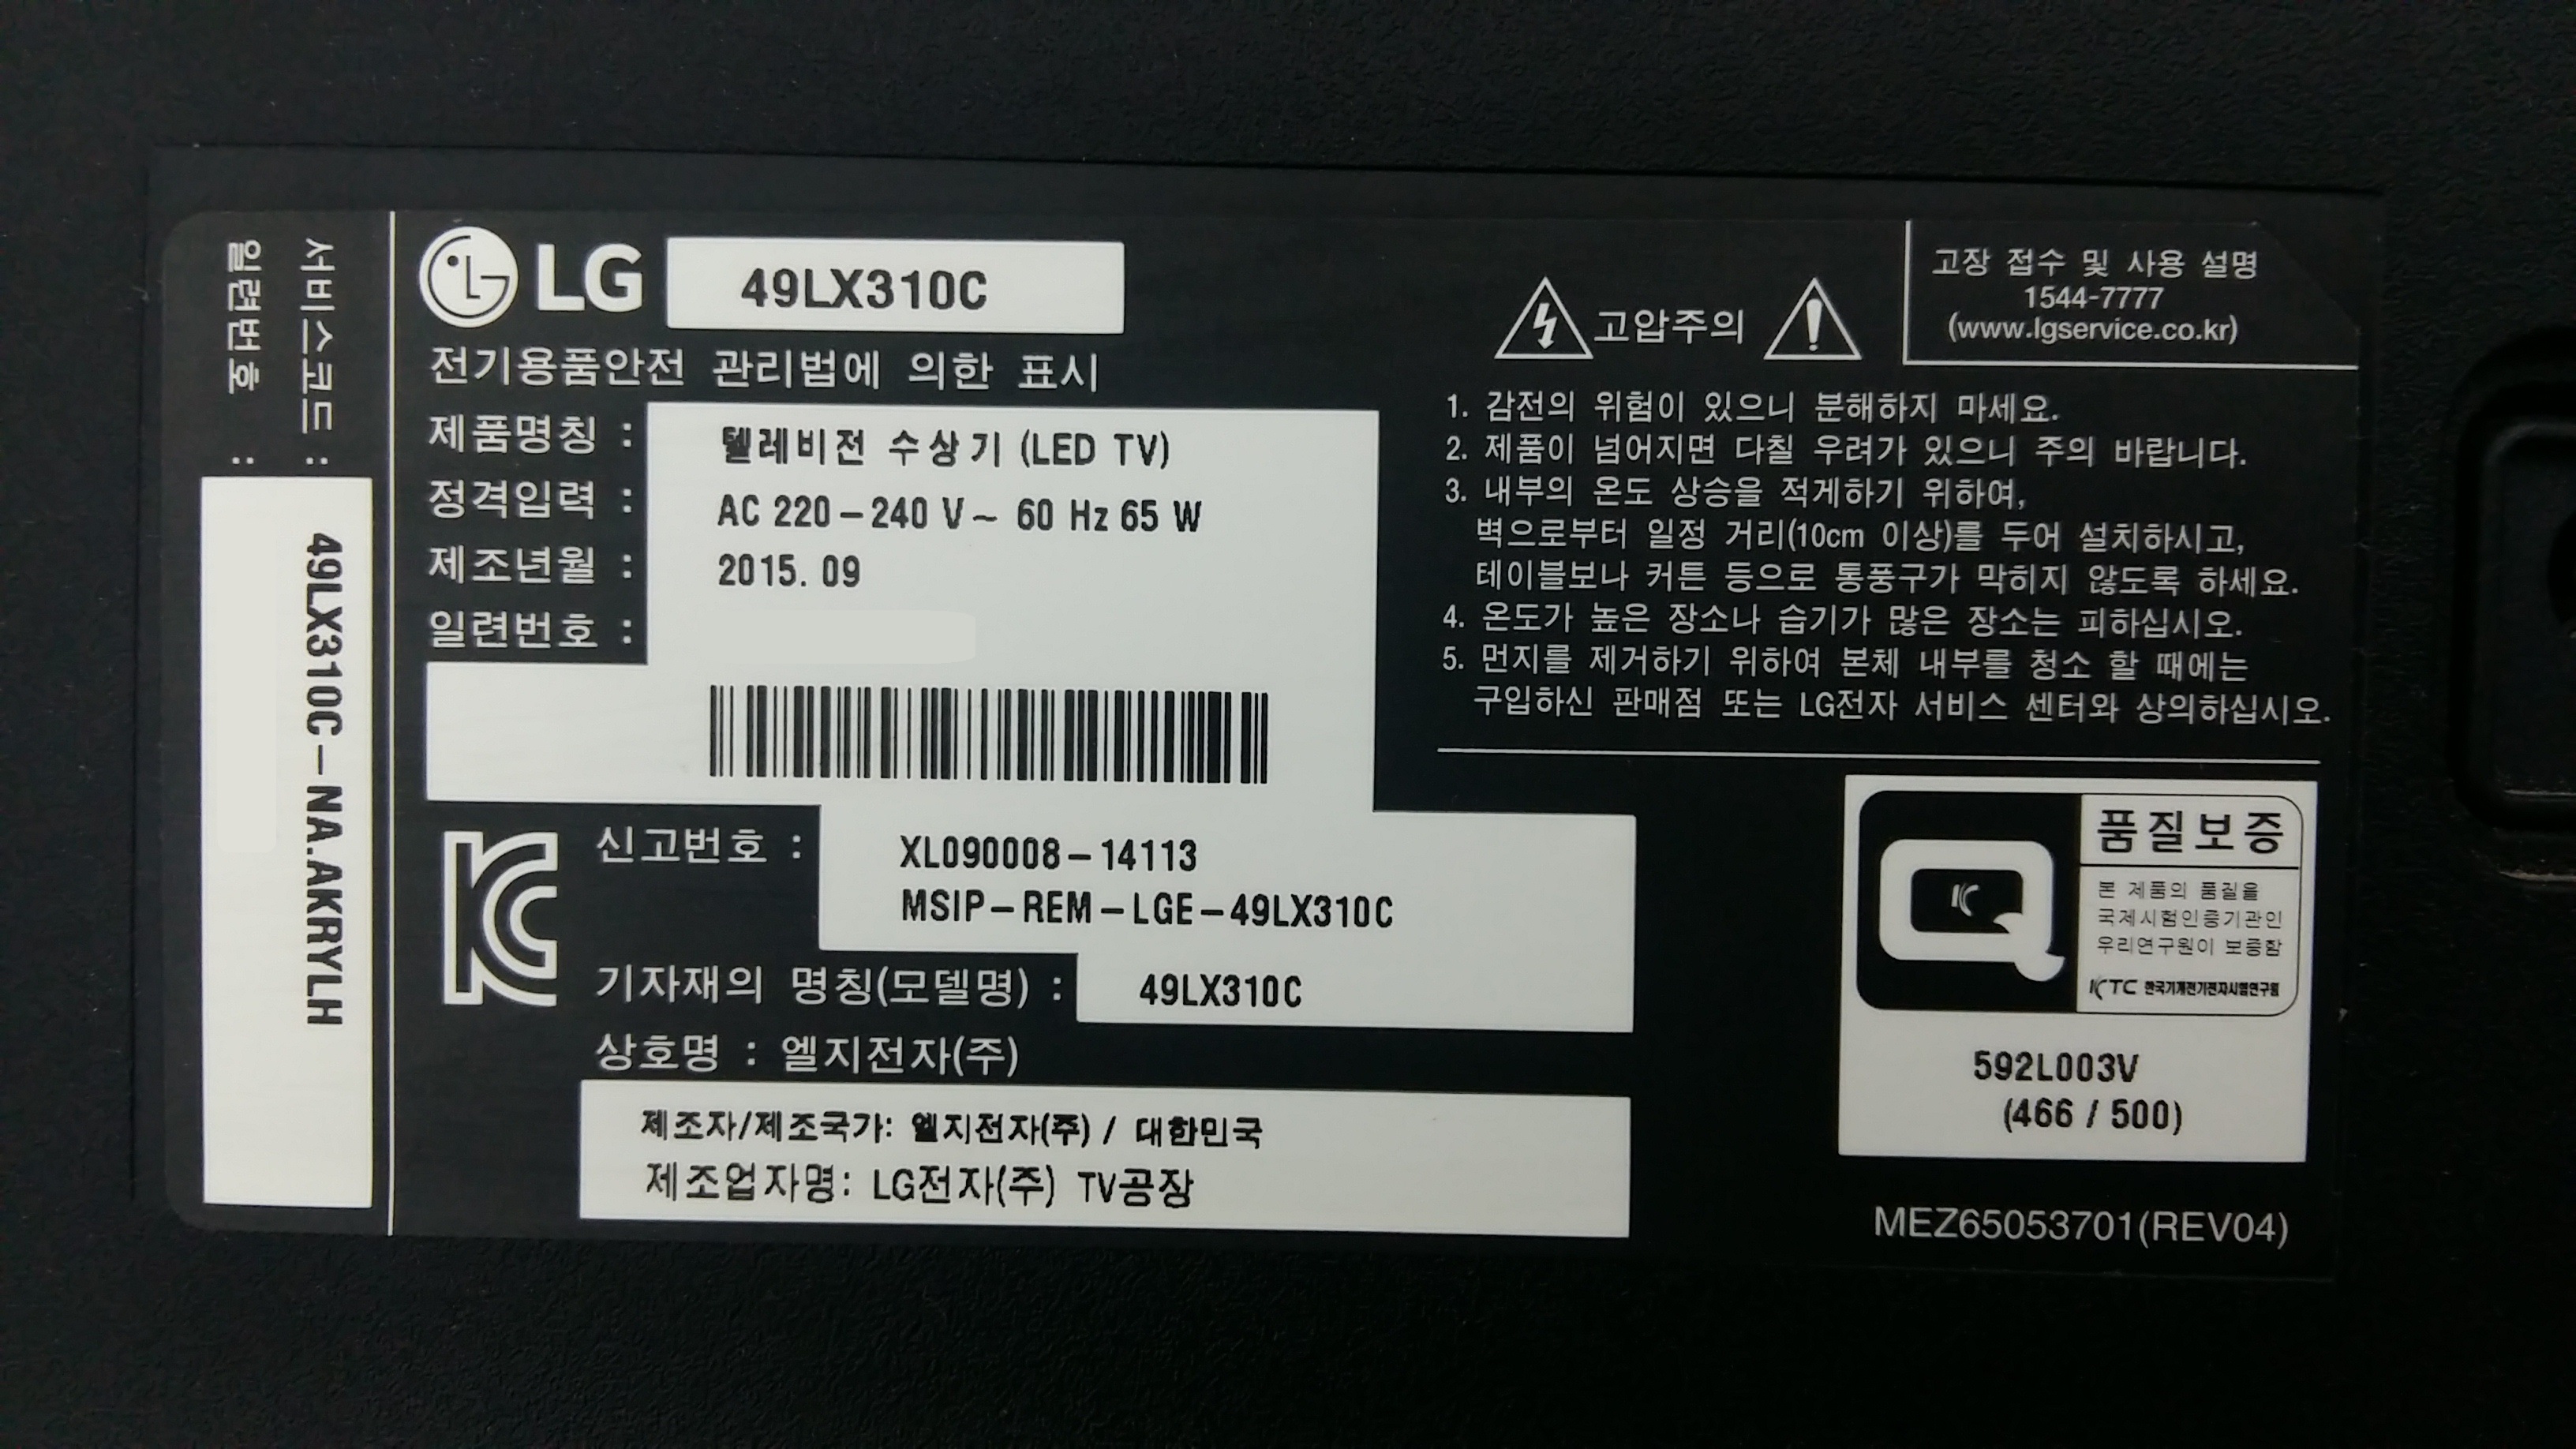 서비스코드 :
일련번호 :
49LX310C-NA.AKRYLH
LG 49LX310C
전기용품안전 관리법에 의한 표시
제품명칭 : 텔레비전 수상기 (LED TV)
정격입력 : AC 220-240 V~ 60 Hz 65 W
제조년월 : 2015. 09
일련번호 :
신고번호 : XL090008-14113
MSIP-REM-LGE-49LX310C
기자재의 명칭(모델명) : 49LX310C
상호명 : 엘지전자(주)
제조자/제조국가: 엘지전자(주) / 대한민국
제조업자명: LG전자(주) TV공장
고압주의
고장 접수 및 사용 설명
1544-7777
(www.lgservice.co.kr)
1. 감전의 위험이 있으니 분해하지 마세요.
2. 제품이 넘어지면 다칠 우려가 있으니 주의 바랍니다.
3. 내부의 온도 상승을 적게하기 위하여,
벽으로부터 일정 거리(10cm 이상)를 두어 설치하시고,
테이블보나 커튼 등으로 통풍구가 막히지 않도록 하세요.
4. 온도가 높은 장소나 습기가 많은 장소는 피하십시오.
5. 먼지를 제거하기 위하여 본체 내부를 청소 할 때에는
구입하신 판매점 또는 LG전자 서비스 센터와 상의하십시오.
품질보증
본 제품의 품질을
국제시험인증기관인
우리연구원이 보증함
KTC 한국기계전기전자시험연구원
592L003V
(466 / 500)
MEZ65053701(REV04)